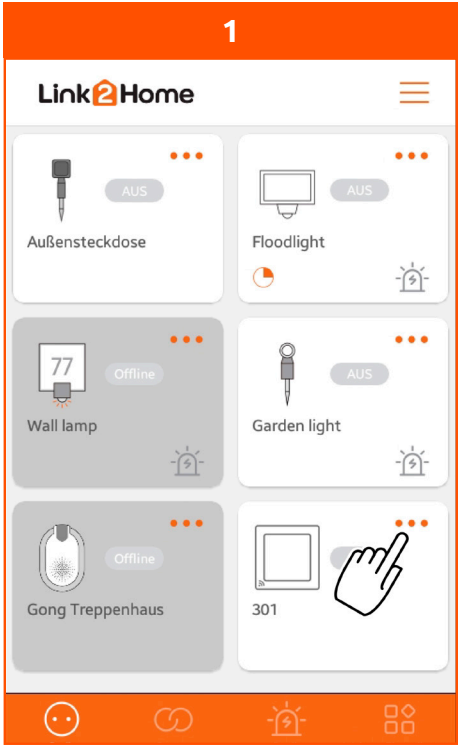 1
Link2Home
AUS
AUS
Außensteckdose
Floodlight
77
Offline
AUS
Wall lamp
Garden light
Offline
Gong Treppenhaus
301